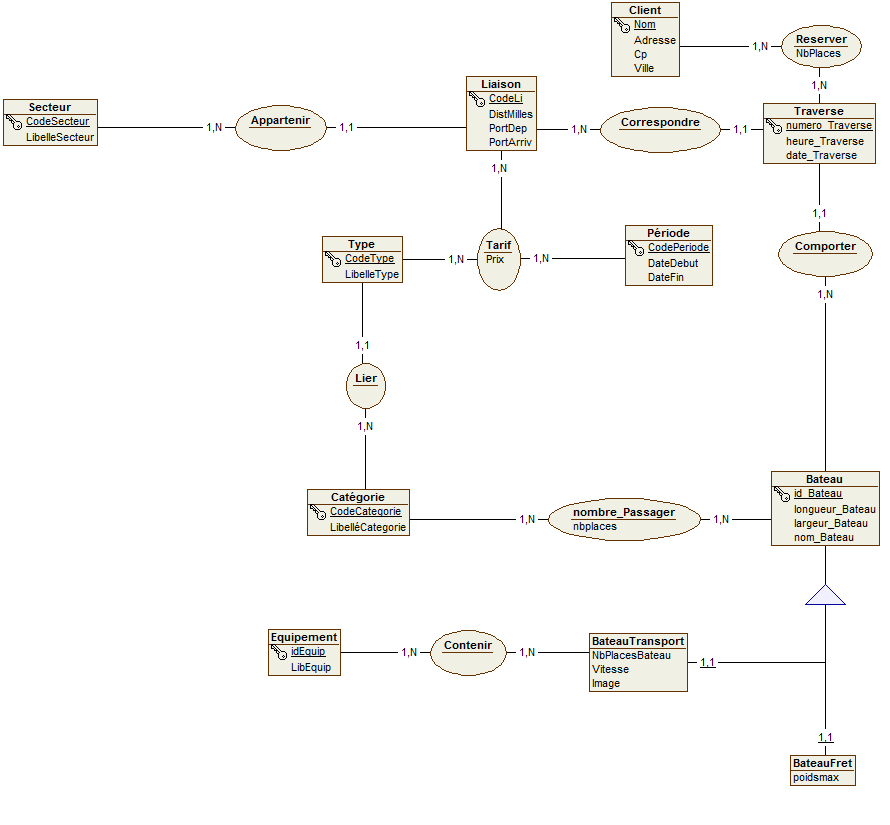 Client
Nom
Adresse
Cp
Ville
1,N
Reserver
NbPlaces
1,N
Secteur
CodeSecteur
LibelleSecteur
1,N
Appartenir
1,1
Liaison
CodeLi
DistMilles
PortDep
PortArriv
1,N
Correspondre
1,1
Traverse
numero_Traverse
heure_Traverse
date_Traverse
1,N
1,1
Type
CodeType
LibelleType
1,N
Tarif
Prix
1,N
Période
CodePeriode
DateDebut
DateFin
Comporter
1,N
1,1
Lier
1,N
Catégorie
CodeCategorie
LibelléCategorie
1,N
nombre_Passager
nbplaces
1,N
Bateau
id_Bateau
longueur_Bateau
largeur_Bateau
nom_Bateau
Equipement
idEquip
LibEquip
1,N
Contenir
1,N
BateauTransport
NbPlacesBateau
Vitesse
Image
1,1
1,1
BateauFret
poidsmax